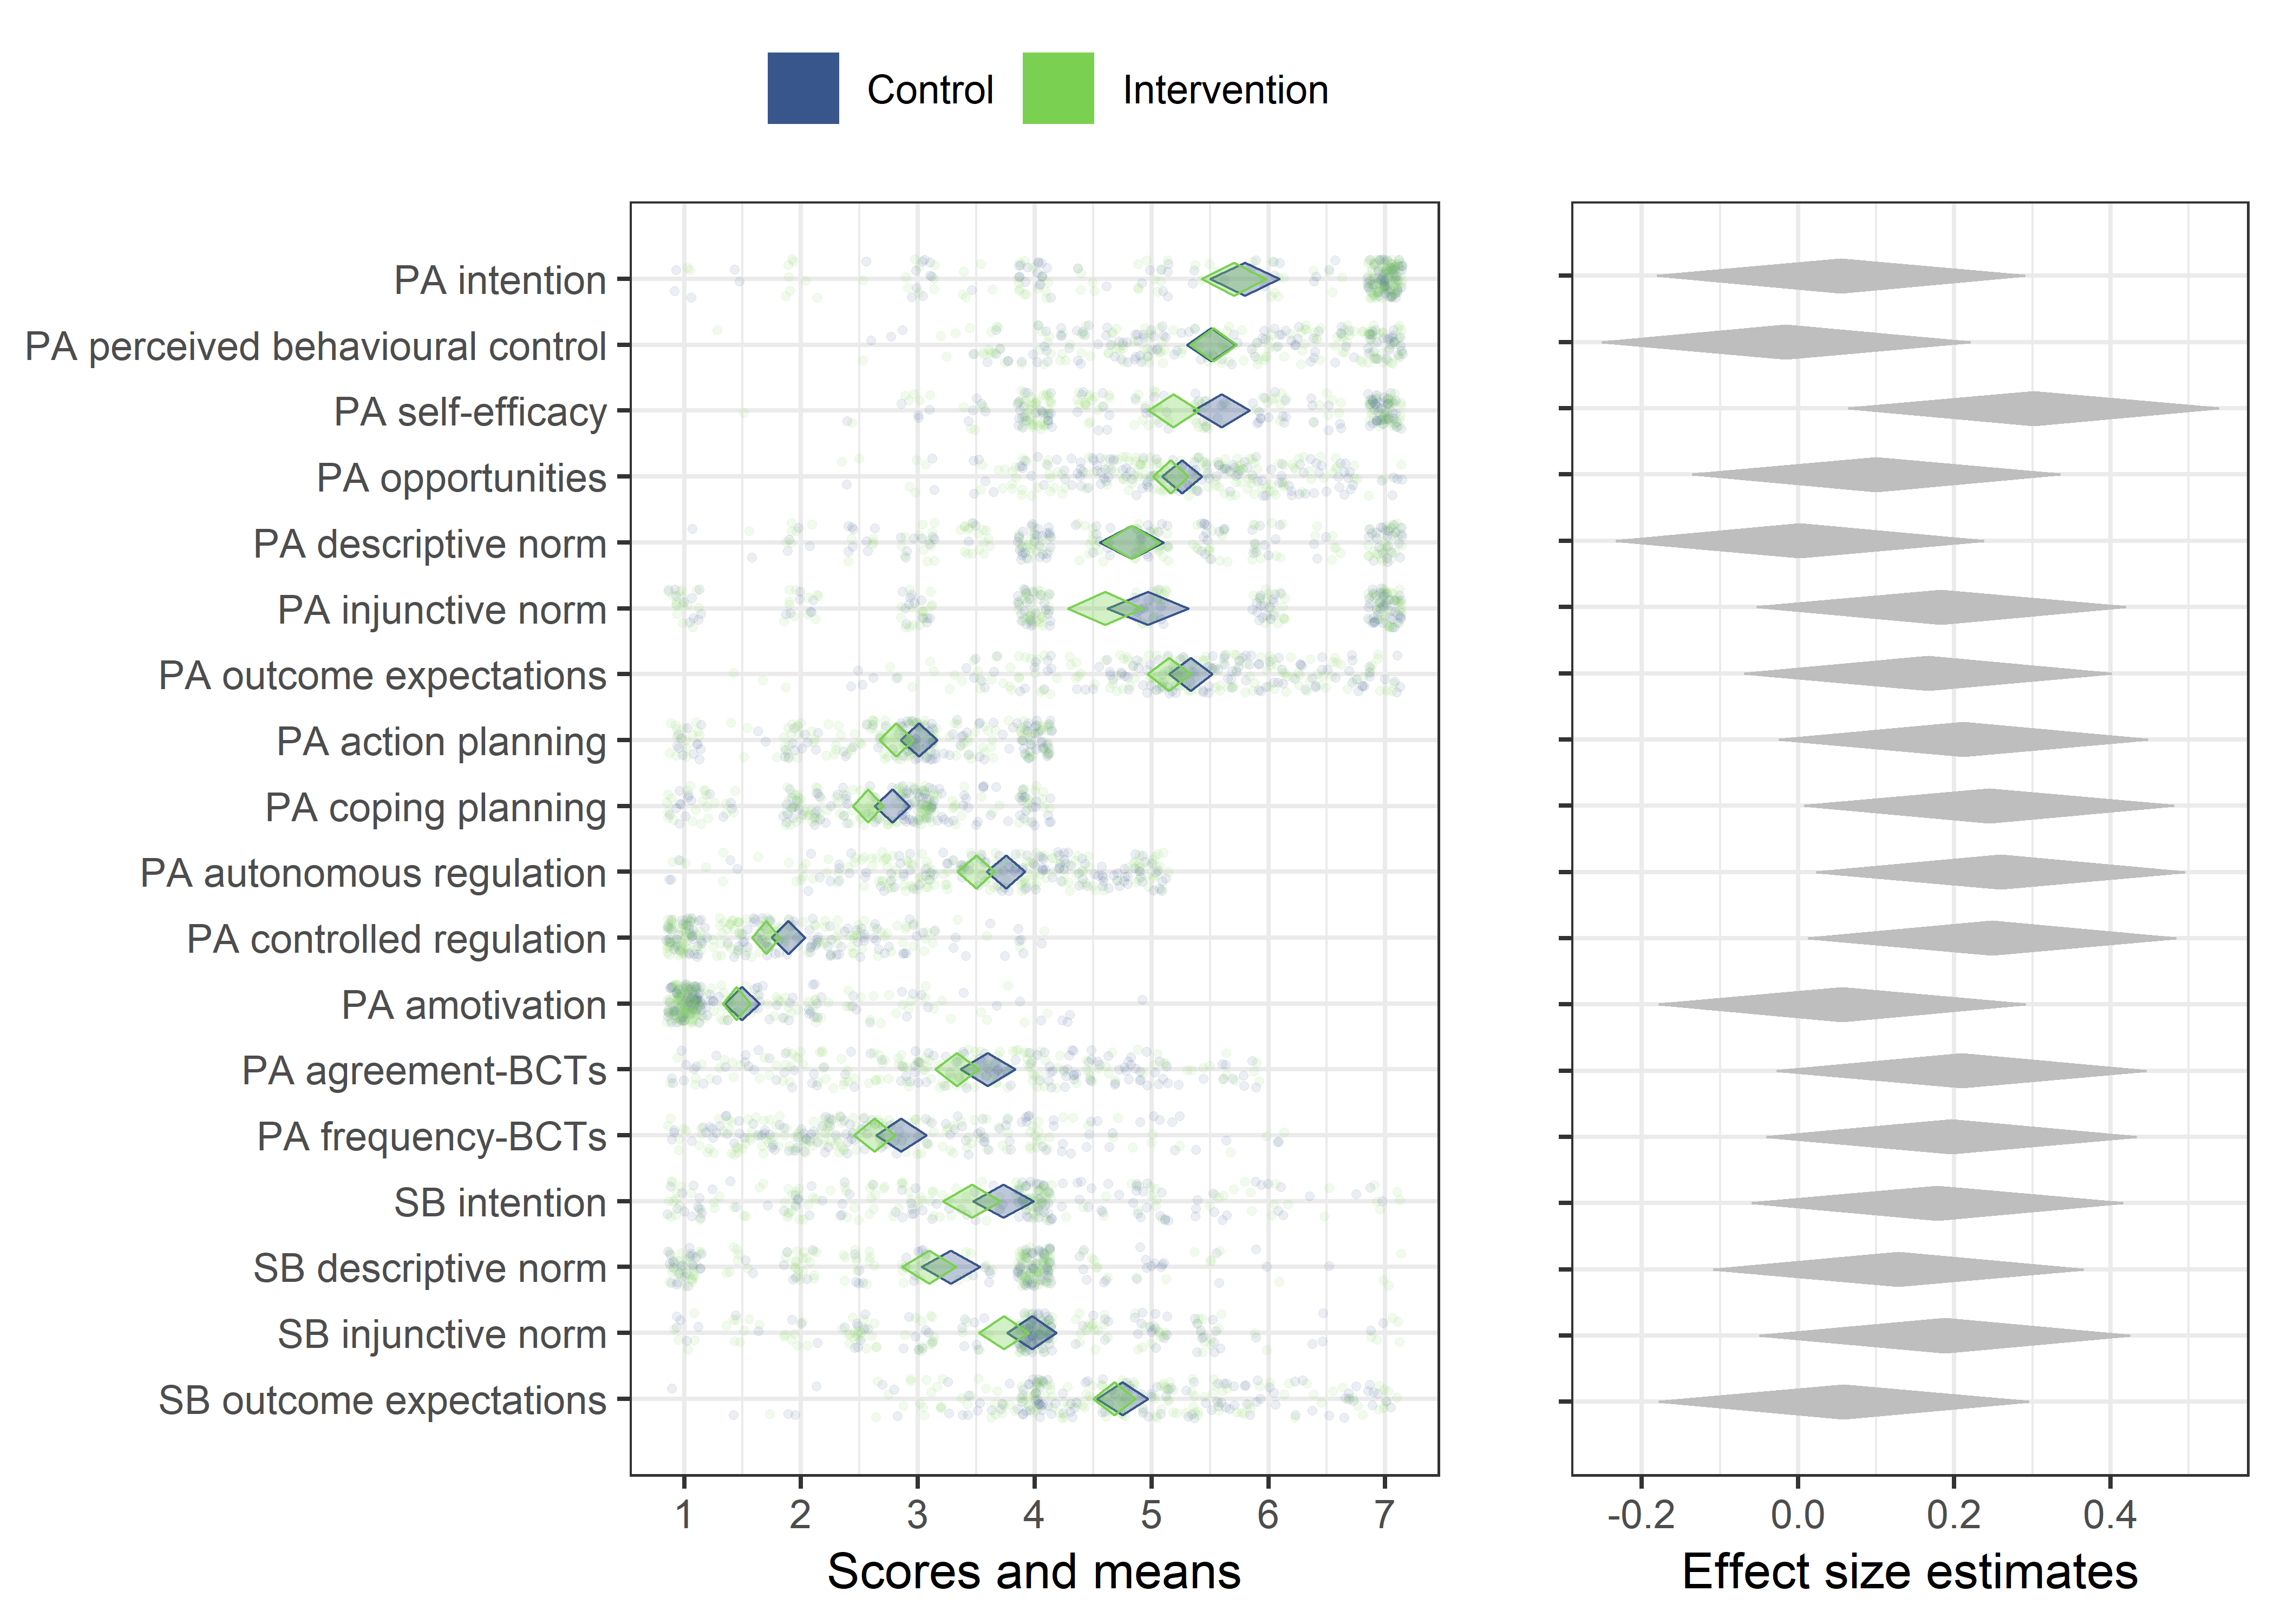 Control Intervention
PA intention
PA perceived behavioural control
PA self-efficacy
PA opportunities
PA descriptive norm
PA injunctive norm
PA outcome expectations
PA action planning
PA coping planning
PA autonomous regulation
PA controlled regulation
PA amotivation
PA agreement-BCTs
PA frequency-BCTs
SB intention
SB descriptive norm
SB injunctive norm
SB outcome expectations
1 2 3 4 5 6 7
Scores and means
-0.2 0.0 0.2 0.4
Effect size estimates